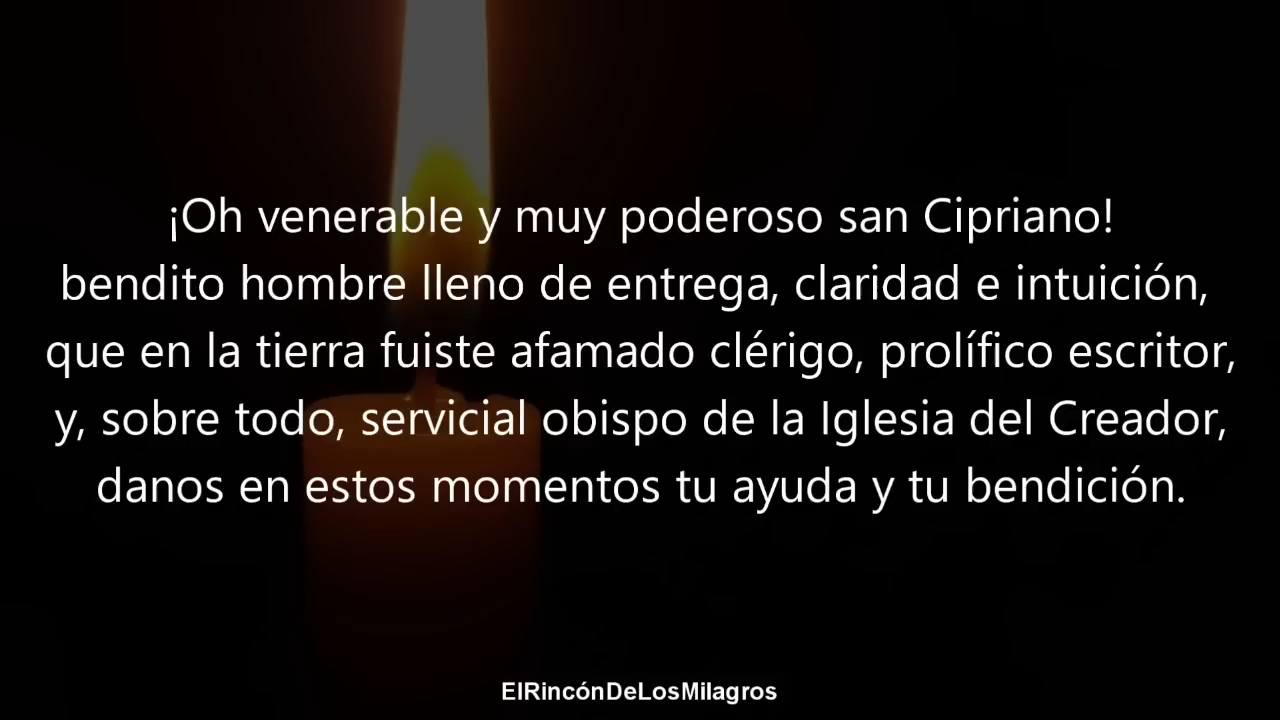 ¡Oh venerable y muy poderoso san Cipriano!
bendito hombre lleno de entrega, claridad e intuición,
que en la tierra fuiste afamado clérigo, prolífico escritor,
y, sobre todo, servicial obispo de la Iglesia del Creador,
danos en estos momentos tu ayuda y tu bendición.
ElRincónDeLosMilagros